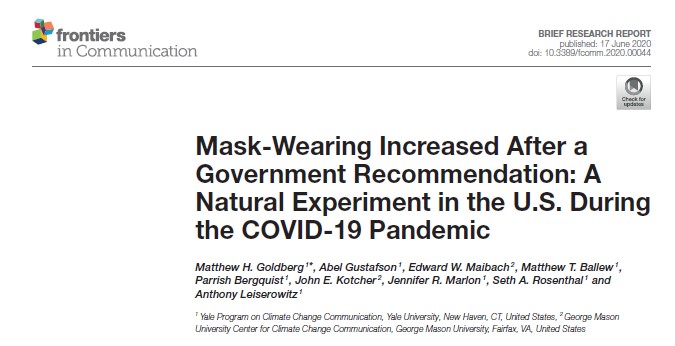 frontiers
in Communication
BRIEF RESEARCH REPORT
published: 17 June 2020
doi: 10.3389/fcomm.2020.00044
Check for
updates
Mask-Wearing Increased After a
Government Recommendation: A
Natural Experiment in the U.S. During
the COVID-19 Pandemic
Matthew H. Goldberg 1*, Abel Gustafson 1, Edward W. Maibach 2, Matthew T. Ballew 1,
Parrish Bergquist 1, John E. Kotcher 2, Jennifer R. Marlon 1, Seth A. Rosenthal 1 and
Anthony Leiserowitz 1
1 Yale Program on Climate Change Communication, Yale University, New Haven, CT, United States, 2 George Mason
University Center for Climate Change Communication, George Mason University, Fairfax, VA, United States